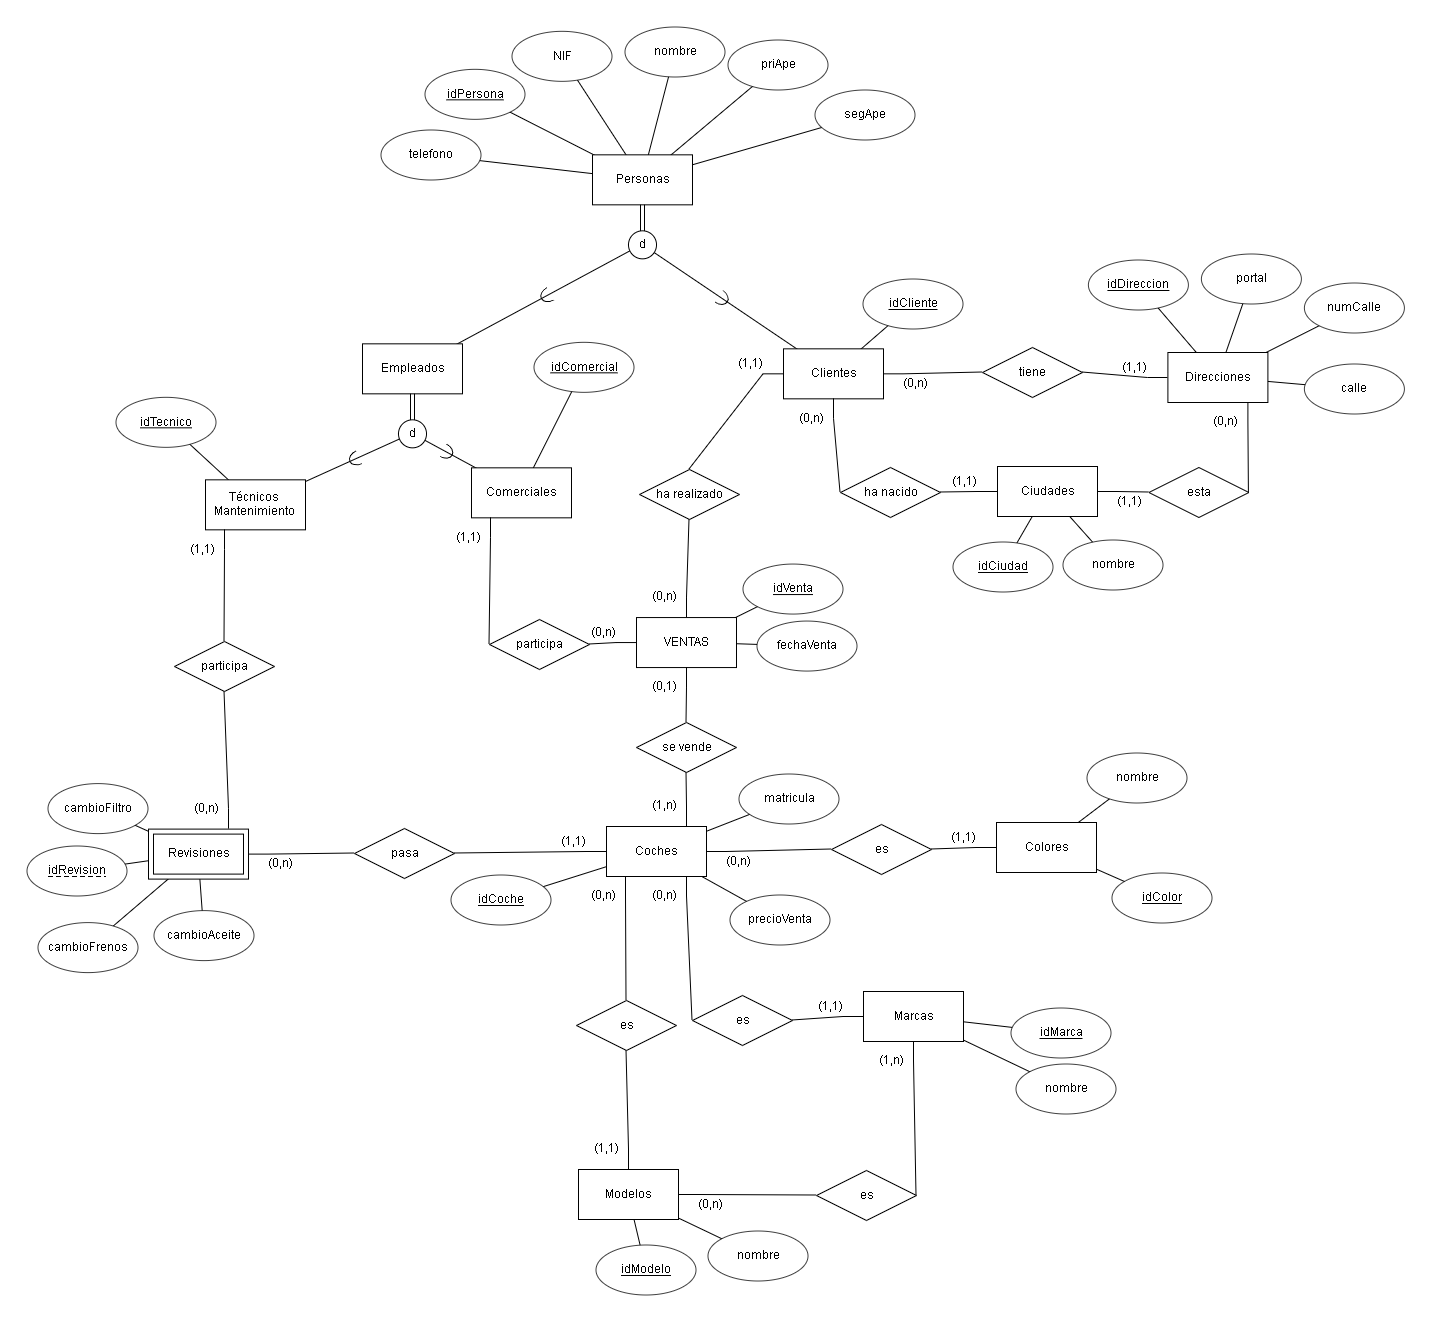 NIF
nombre
priApe
idPersona
segApe
telefono
Personas
d
idDireccion
portal
numCalle
idCliente
Empleados
idComercial
(1,1)
Clientes
(0,n)
tiene
(1,1)
Direcciones
calle
idTecnico
d
(0,n)
(0,n)
Técnicos
Mantenimiento
Comerciales
ha realizado
ha nacido
(1,1)
Ciudades
(1,1)
esta
(1,1)
(1,1)
idCiudad
nombre
(0,n)
idVenta
participa
(0,n)
VENTAS
fechaVenta
participa
(0,1)
se vende
nombre
cambioFiltro
(0,n)
(1,n)
matricula
Revisiones
(0,n)
pasa
(1,1)
Coches
(0,n)
es
(1,1)
Colores
idRevision
idCoche
(0,n)
(0,n)
idColor
precioVenta
cambioFrenos
cambioAceite
es
es
(1,1)
Marcas
idMarca
(1,n)
nombre
(1,1)
Modelos
(0,n)
es
idModelo
nombre